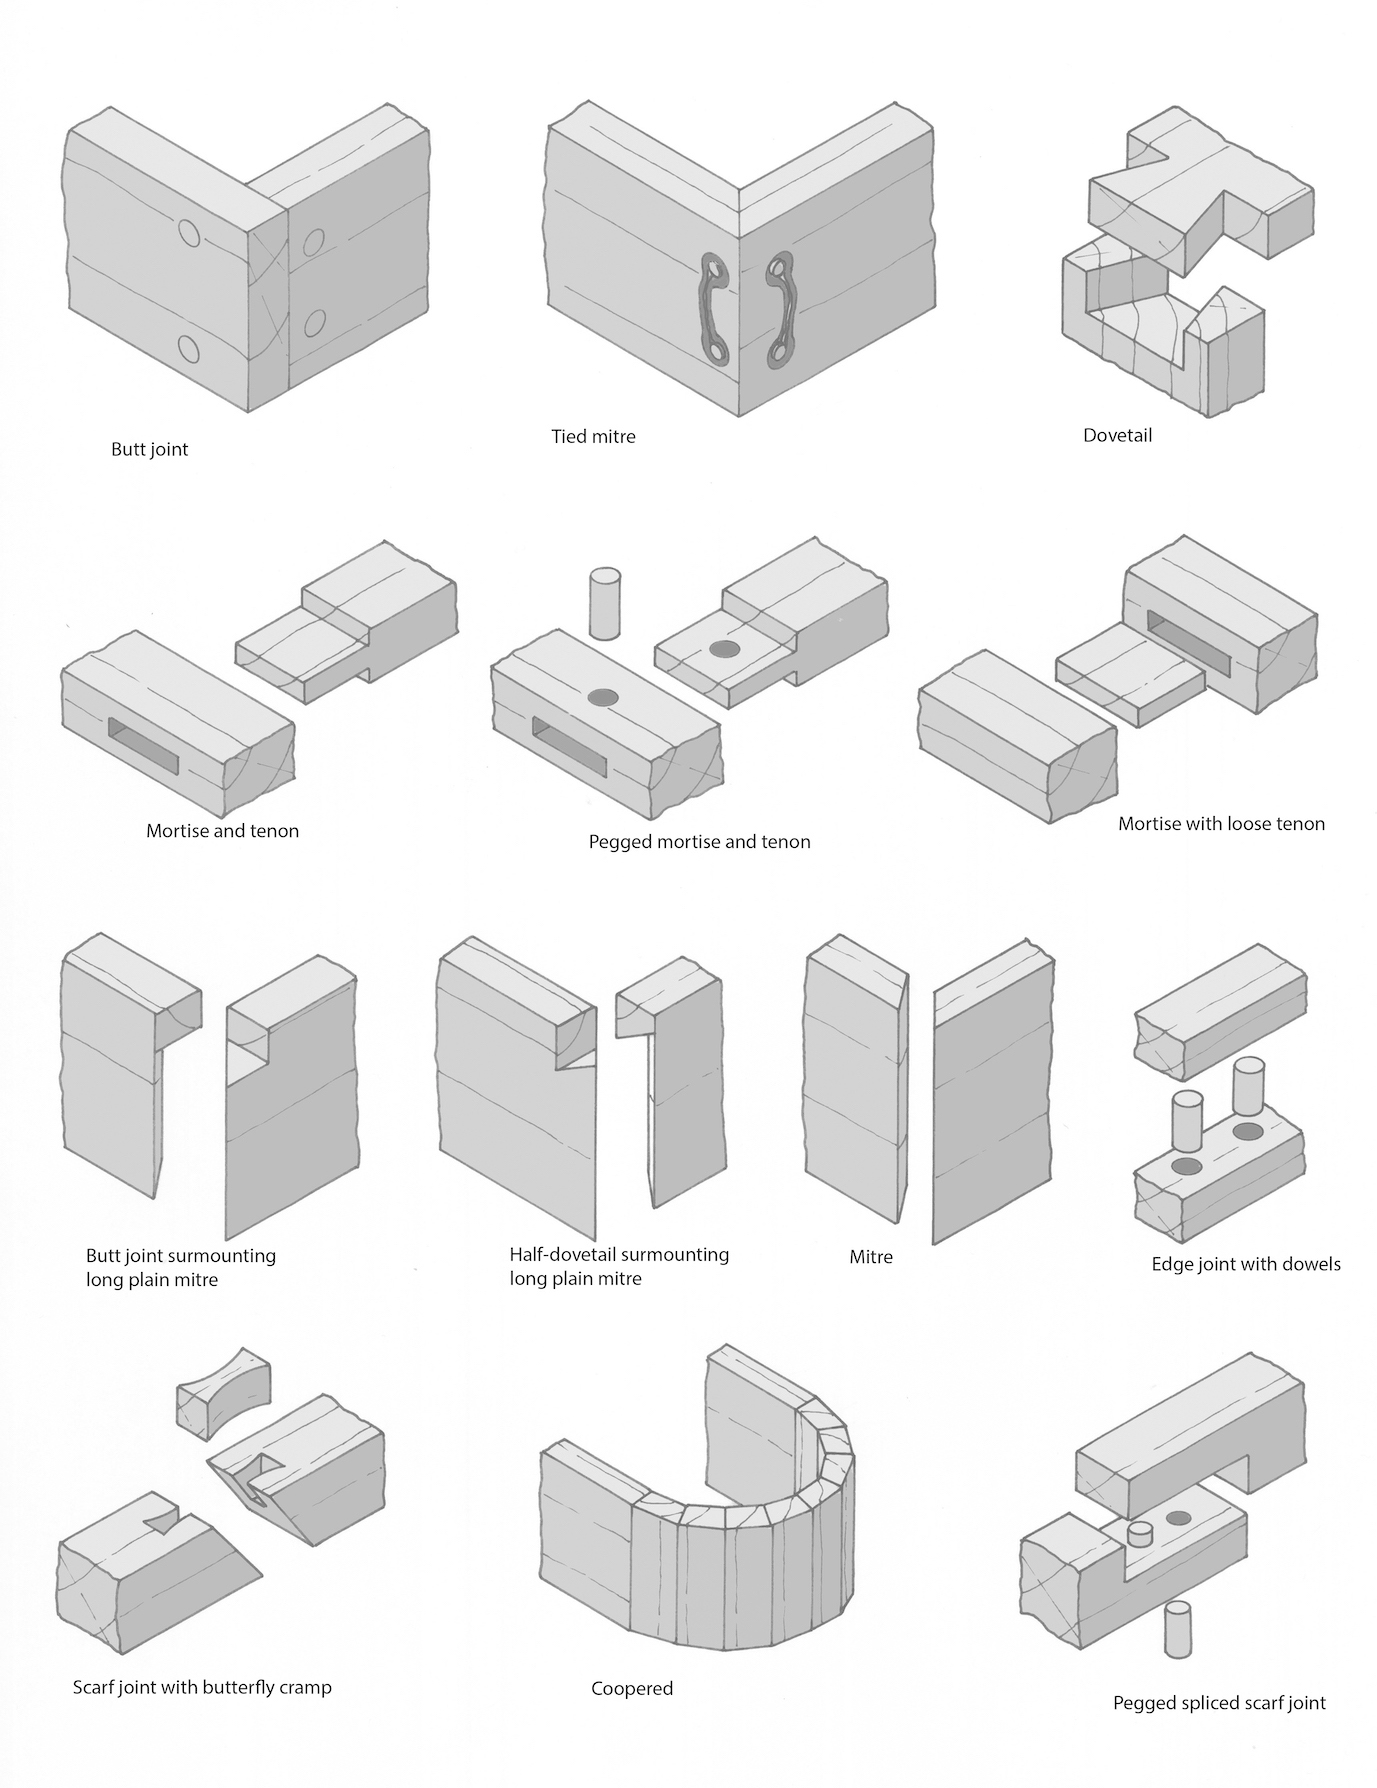 Butt joint
Tied mitre
Dovetail
Mortise and tenon
Pegged mortise and tenon
Mortise with loose tenon
Butt joint surmounting
long plain mitre
Half-dovetail surmounting
long plain mitre
Mitre
Edge joint with dowels
Scarf joint with butterfly cramp
Coopered
Pegged spliced scarf joint